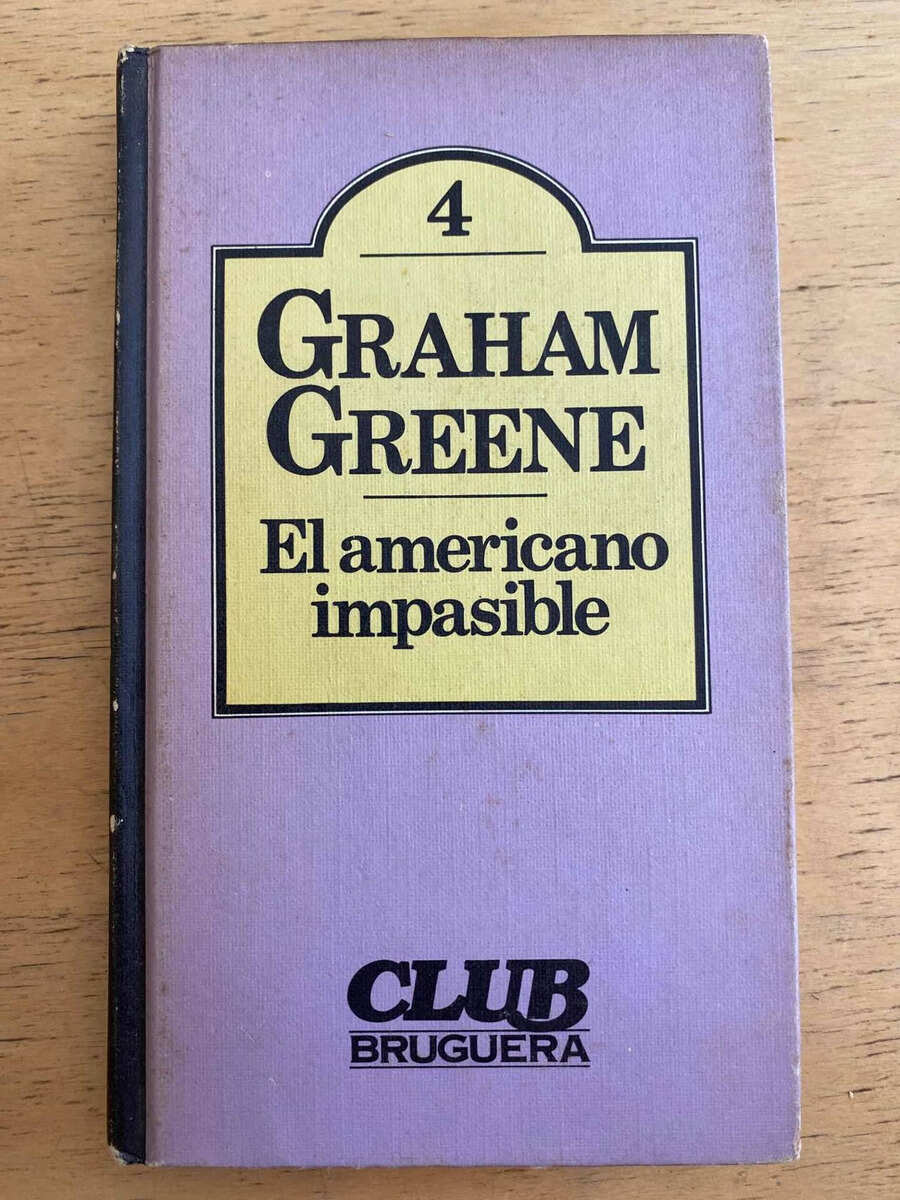 4
GRAHAM
GREENE
El americano
impasible
CLUB
BRUGUERA